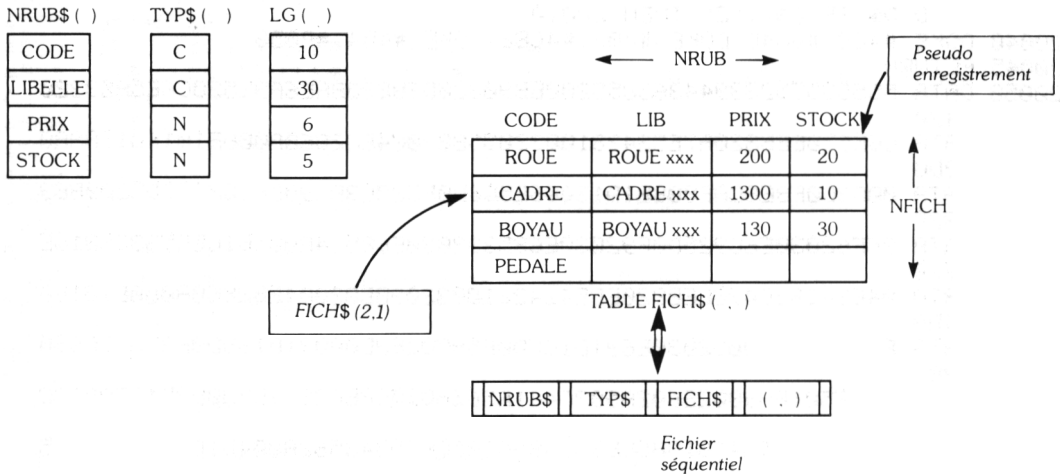 NRUB$ ( ) TYP$ ( ) LG ( )
CODE C 10
LIBELLE C 30
PRIX N 6
STOCK N 5
NRUB
Pseudo
enregistrement
CODE LIB PRIX STOCK
ROUE ROUE xxx 200 20
CADRE CADRE xxx 1300 10
BOYAU BOYAU xxx 130 30
PEDALE
NFICH
FICH$ (2,1)
TABLE FICH$ ( , )
NRUB$ TYP$ FICH$ ( , )
Fichier
séquentiel